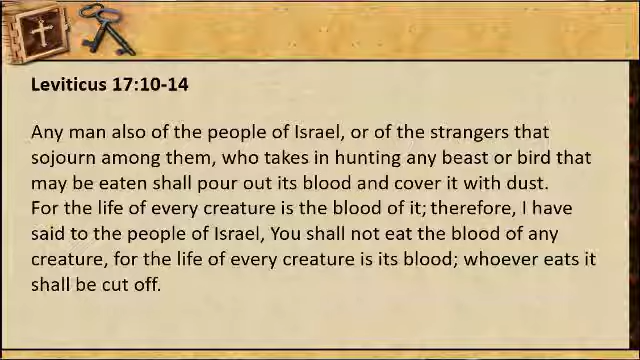 Leviticus 17:10-14
Any man also of the people of Israel, or of the strangers that
sojourn among them, who takes in hunting any beast or bird that
may be eaten shall pour out its blood and cover it with dust.
For the life of every creature is the blood of it; therefore, I have
said to the people of Israel, You shall not eat the blood of any
creature, for the life of every creature is its blood; whoever eats it
shall be cut off.